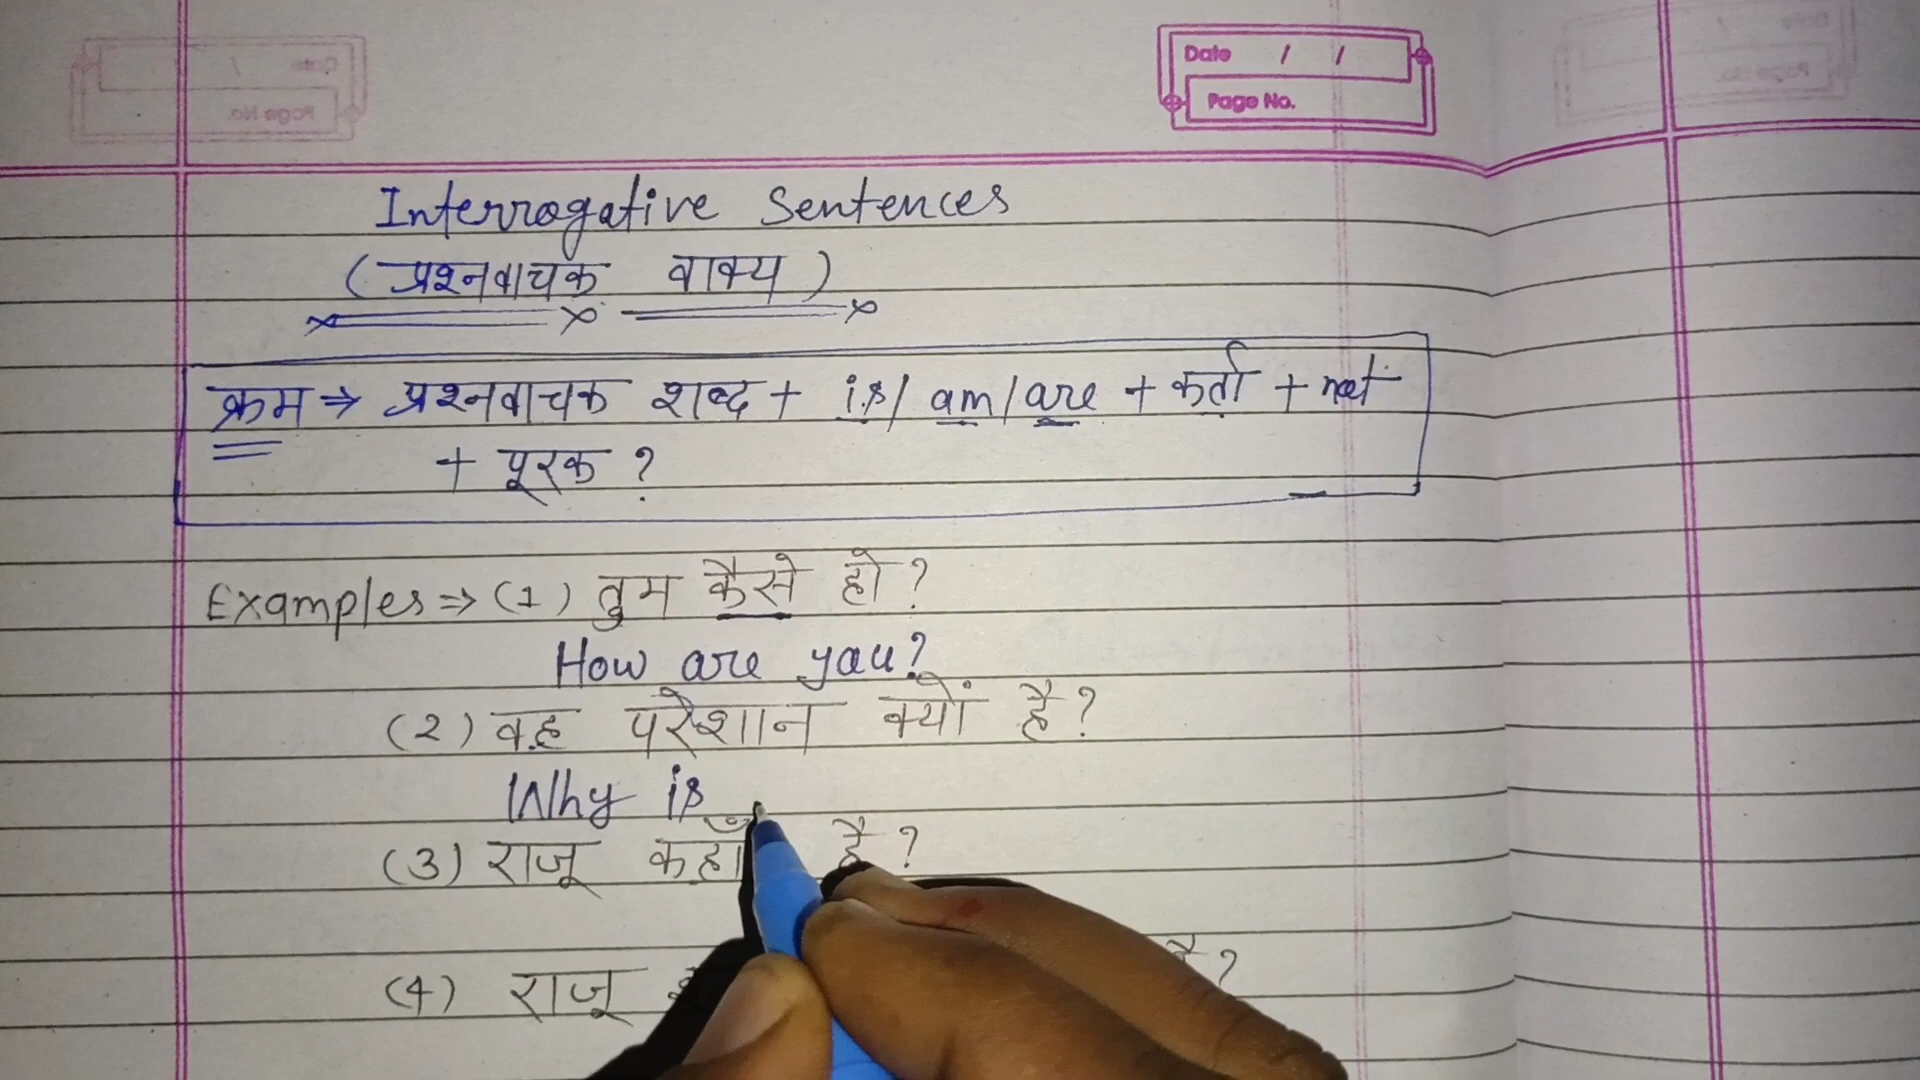 Date / /
Page No.
Interrogative Sentences
(प्रश्नवाचक वाक्य)
क्रम ⇒ प्रश्नवाचक शब्द + is/am/are + कर्ता + not
+ पूरक ?
Examples ⇒ (1) तुम कैसे हो ?
How are you?
(2) वह परेशान क्यों है ?
Why is
(3) राजू कहाँ है ?
(4) राजू है ?